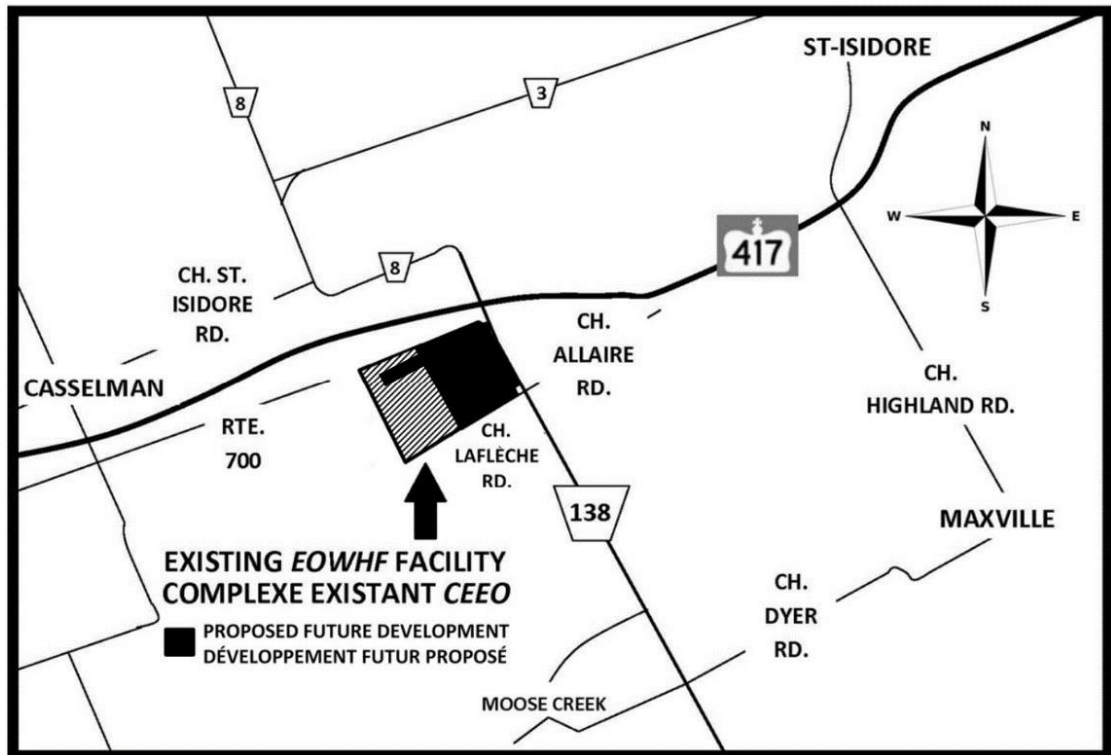 ST-ISIDORE
8
3
N
W
E
S
417
8
CH. ST.
ISIDORE
RD.
CH.
ALLAIRE
RD.
CASSELMAN
CH.
HIGHLAND RD.
RTE.
700
CH.
LAFLÈCHE
RD.
138
MAXVILLE
EXISTING EOWHF FACILITY
COMPLEXE EXISTANT CEEO
PROPOSED FUTURE DEVELOPMENT
DÉVELOPPEMENT FUTUR PROPOSÉ
CH.
DYER
RD.
MOOSE CREEK